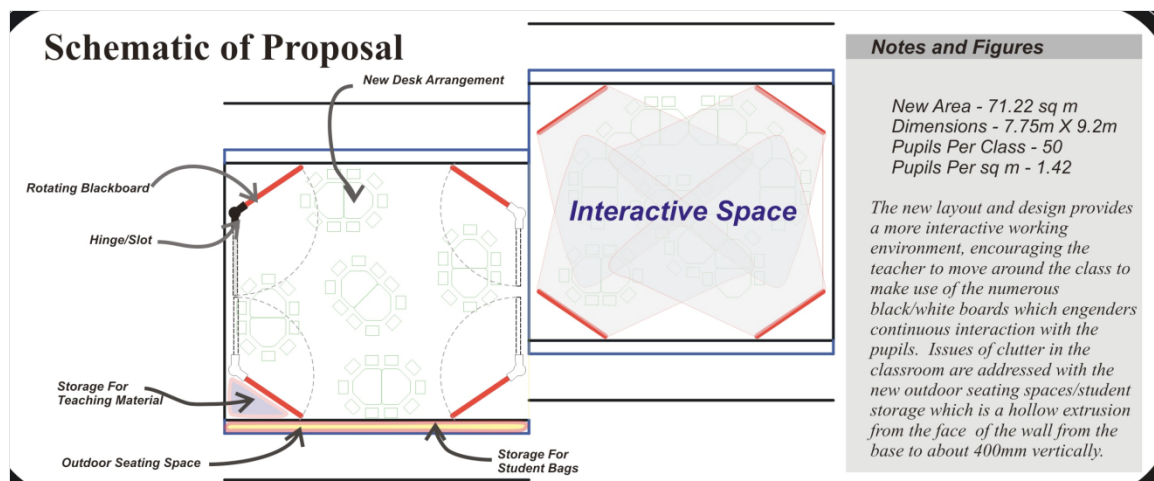 Schematic of Proposal
New Desk Arrangement
Rotating Blackboard
Hinge/Slot
Storage For
Teaching Material
Outdoor Seating Space
Storage For
Student Bags
Interactive Space
Notes and Figures
New Area - 71.22 sq m
Dimensions - 7.75m X 9.2m
Pupils Per Class - 50
Pupils Per sq m - 1.42
The new layout and design provides
a more interactive working
environment, encouraging the
teacher to move around the class to
make use of the numerous
black/white boards which engenders
continuous interaction with the
pupils. Issues of clutter in the
classroom are addressed with the
new outdoor seating spaces/student
storage which is a hollow extrusion
from the face of the wall from the
base to about 400mm vertically.